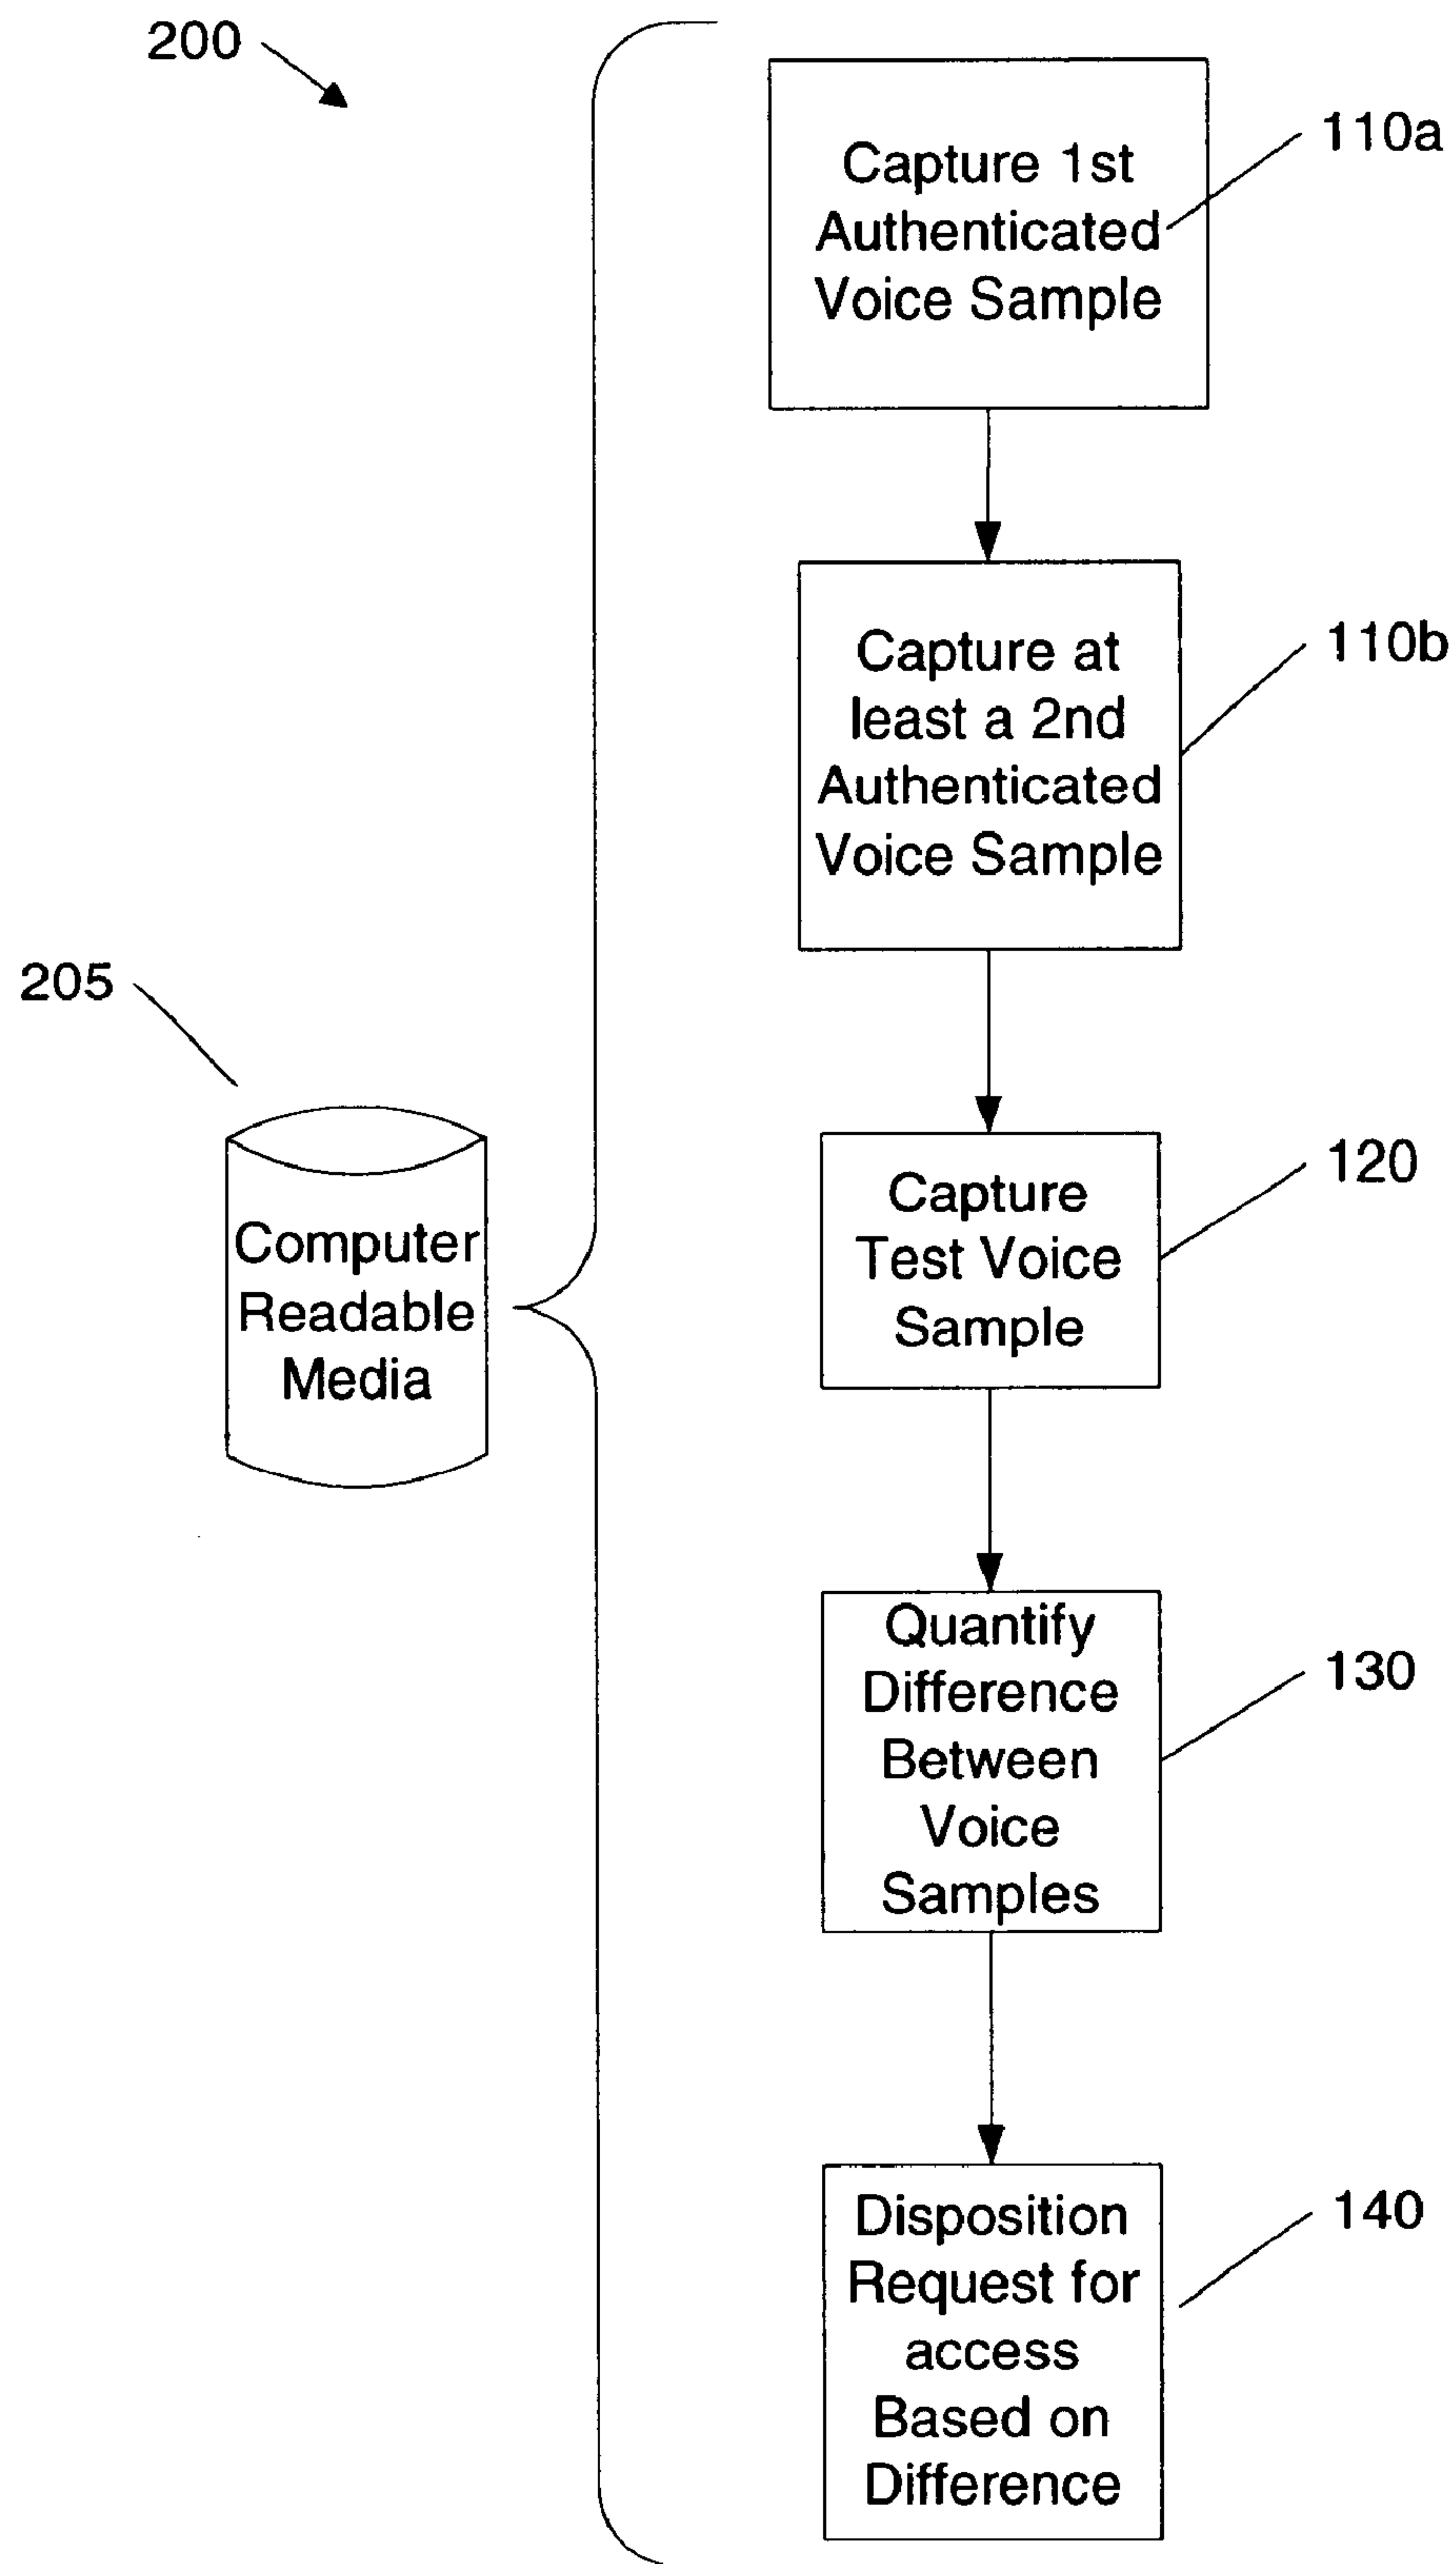 200
Capture 1st
Authenticated
Voice Sample
110a
Capture at
least a 2nd
Authenticated
Voice Sample
110b
205
Computer
Readable
Media
Capture
Test Voice
Sample
120
Quantify
Difference
Between
Voice
Samples
130
Disposition
Request for
access
Based on
Difference
140